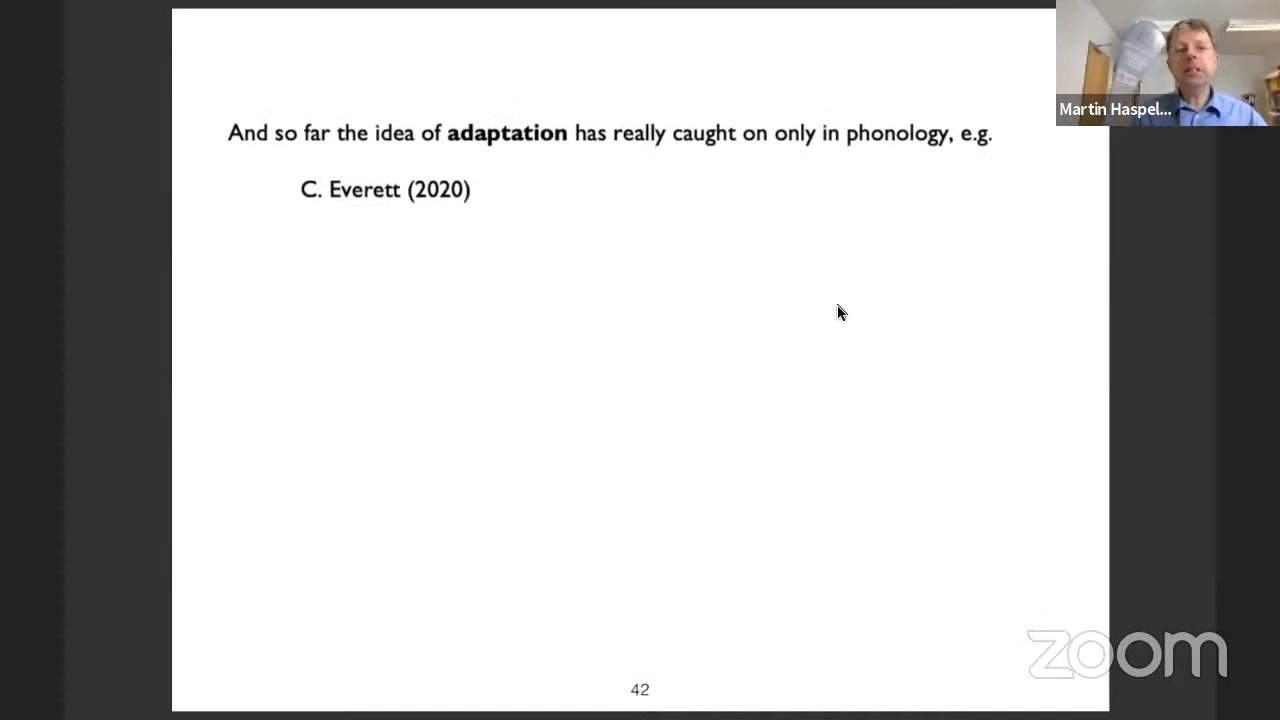 And so far the idea of adaptation has really caught on only in phonology, e.g.
C. Everett (2020)
42
Martin Haspel...
zoom